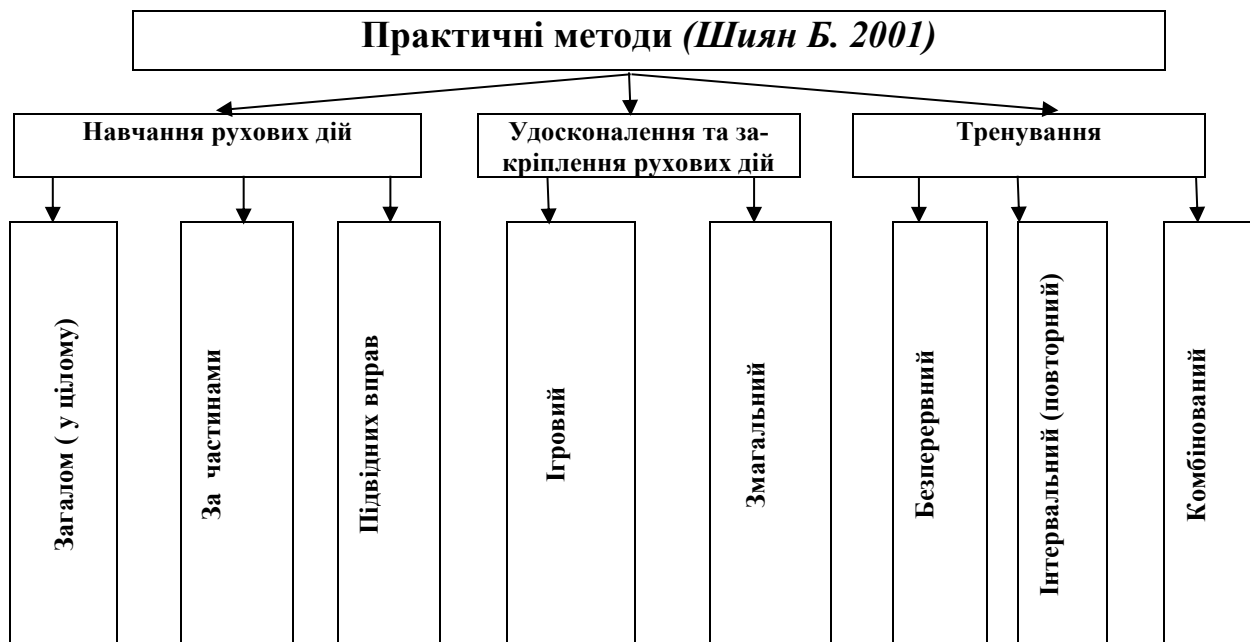 Практичні методи (Шиян Б. 2001)
Навчання рухових дій
Удосконалення та за-
кріплення рухових дій
Тренування
Загалом ( у цілому)
За частинами
Підвідних вправ
Ігровий
Змагальний
Безперервний
Інтервальний (повторний)
Комбінований